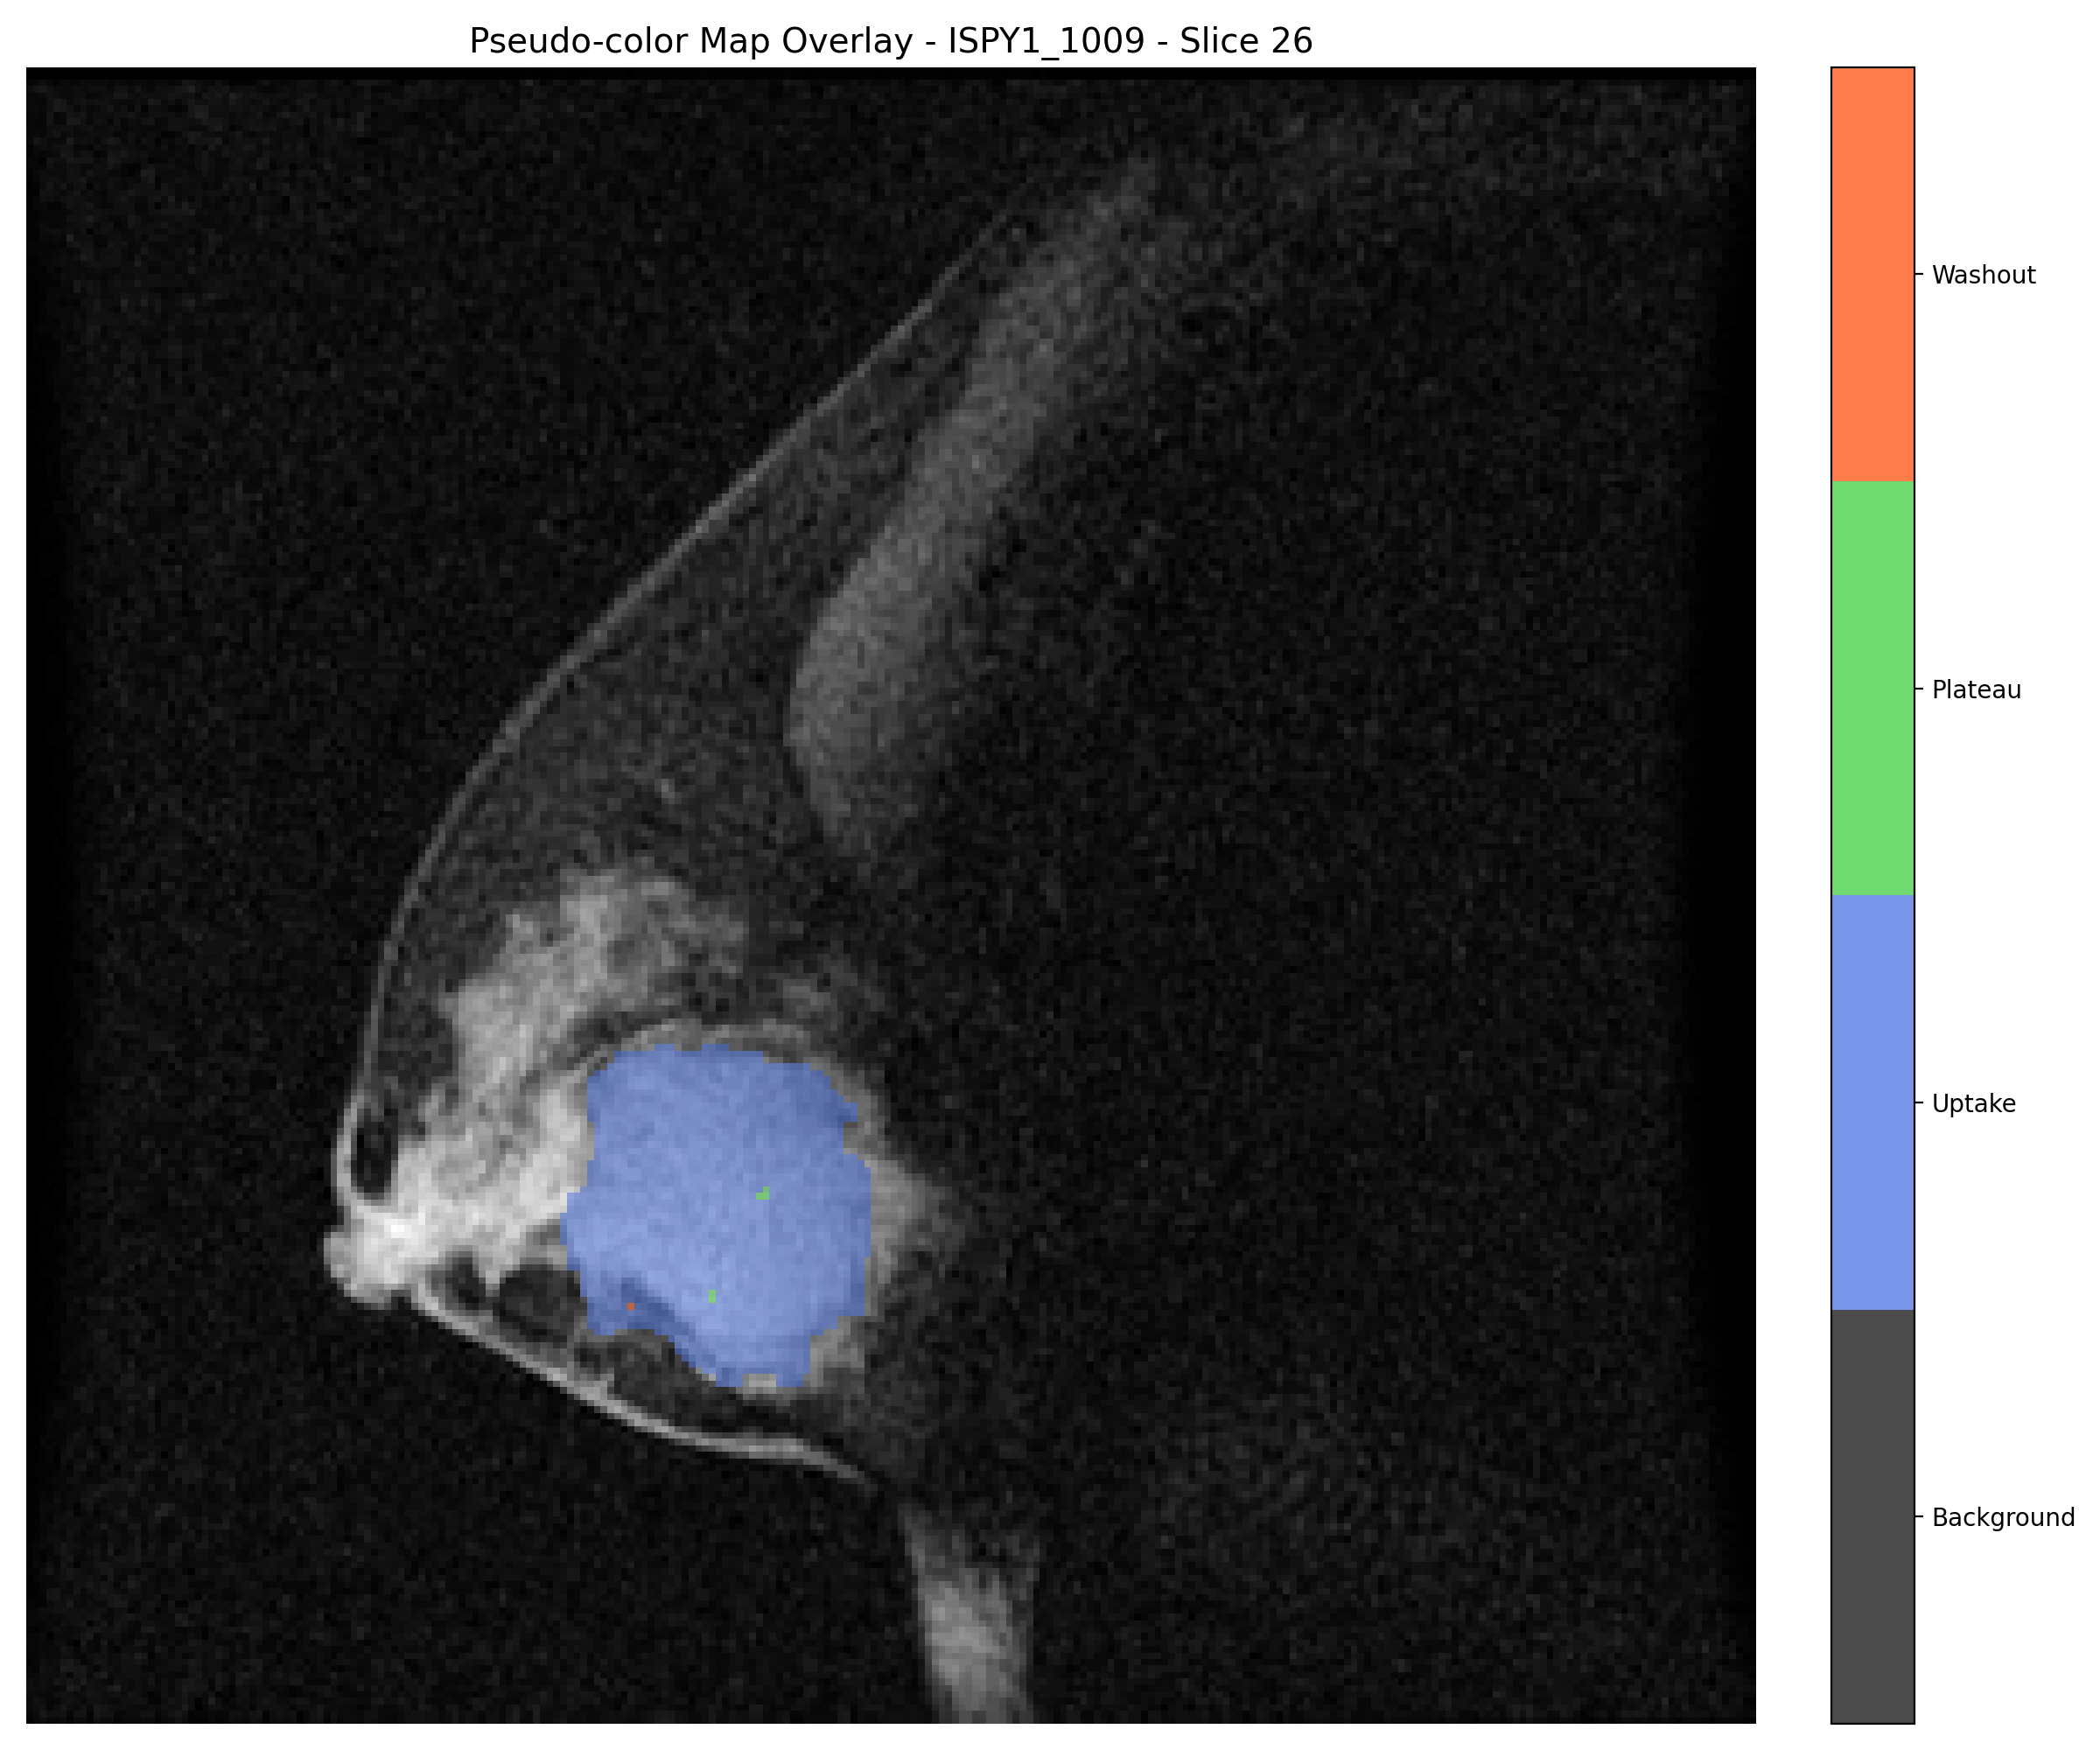 Pseudo-color Map Overlay - ISPY1_1009 - Slice 26
Washout
Plateau
Uptake
Background